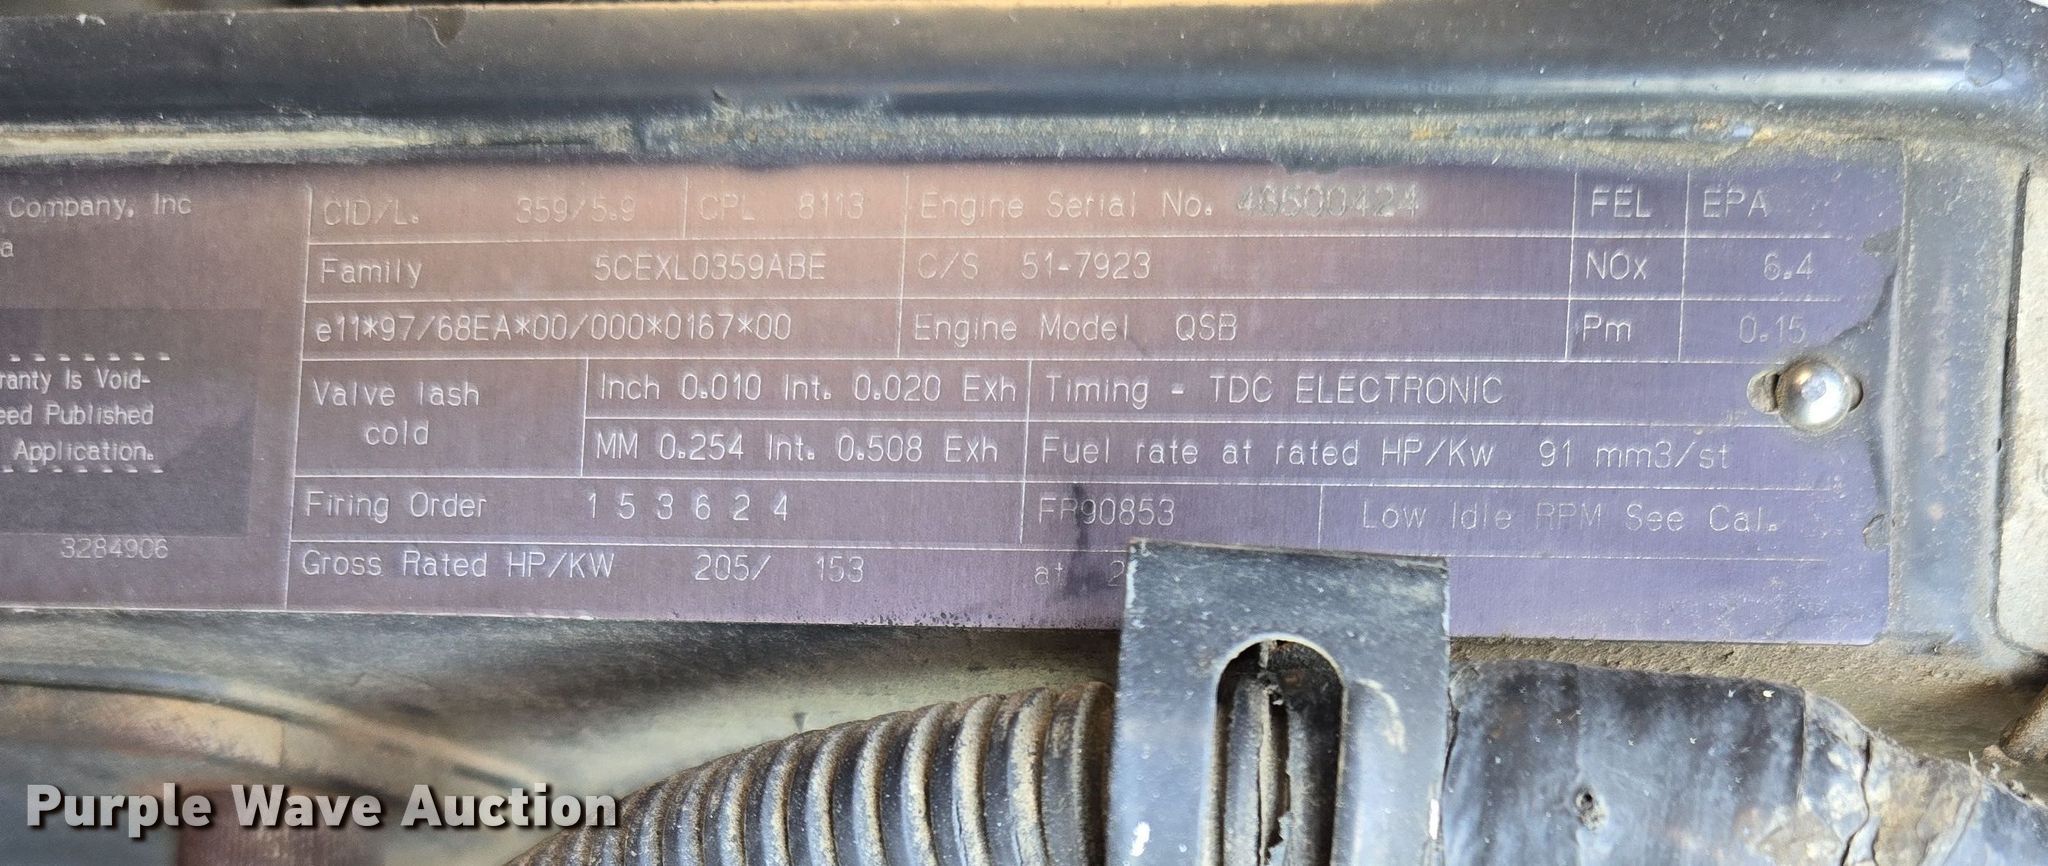 Company, Inc
a
ranty Is Void-
eed Published
Application.
3284906
CID/L. 359/5.9 CPL 8113 Engine Serial No. 46500424 FEL EPA
Family 5CEXL0359ABE C/S 51-7923 NOx 6.4
e11*97/68EA*00/000*0167*00 Engine Model QSB Pm 0.15
Valve lash cold
Inch 0.010 Int. 0.020 Exh Timing - TDC ELECTRONIC
MM 0.254 Int. 0.508 Exh Fuel rate at rated HP/Kw 91 mm3/st
Firing Order 1 5 3 6 2 4 FR90853 Low Idle RPM See Cal.
Gross Rated HP/KW 205/ 153 at 2
Purple Wave Auction